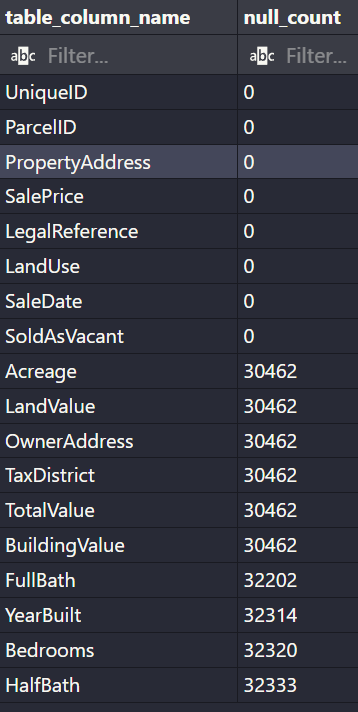 table_column_name null_count
abc Filter... abc Filter...
UniqueID 0
ParcelID 0
PropertyAddress 0
SalePrice 0
LegalReference 0
LandUse 0
SaleDate 0
SoldAsVacant 0
Acreage 30462
LandValue 30462
OwnerAddress 30462
TaxDistrict 30462
TotalValue 30462
BuildingValue 30462
FullBath 32202
YearBuilt 32314
Bedrooms 32320
HalfBath 32333